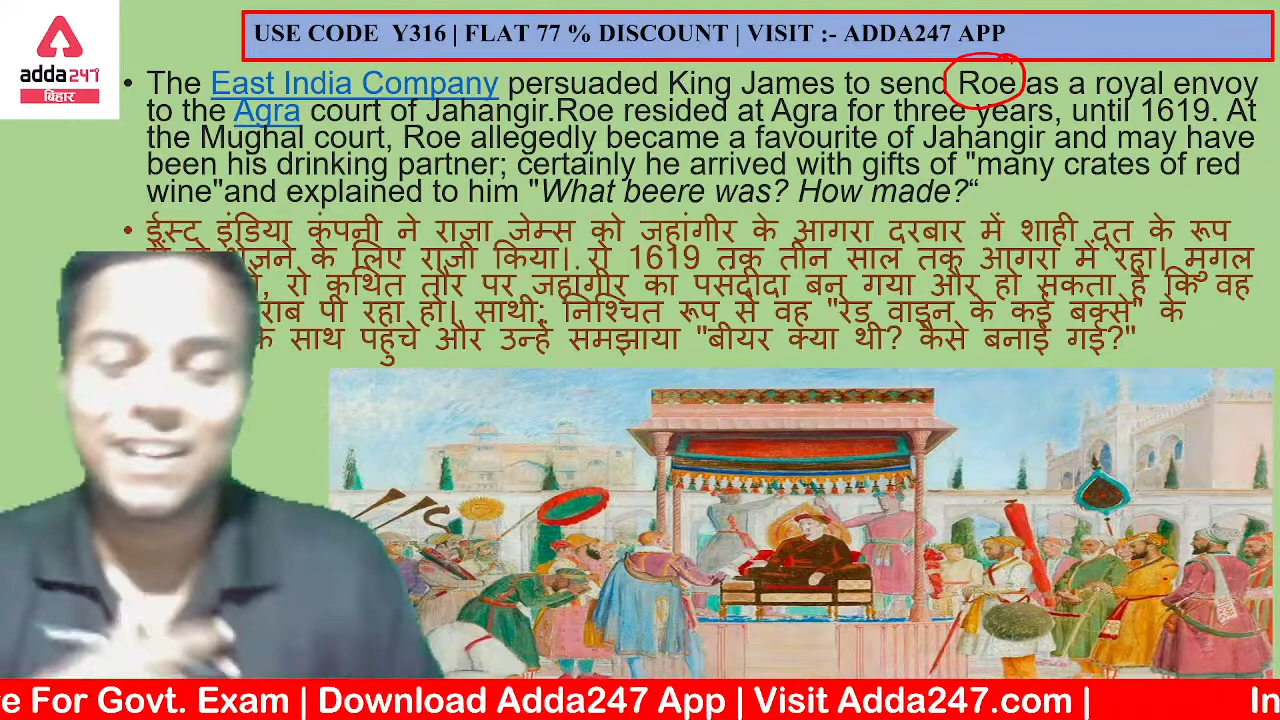 USE CODE Y316 | FLAT 77 % DISCOUNT | VISIT :- ADDA247 APP
adda247
बिहार
• The East India Company persuaded King James to send Roe as a royal envoy
to the Agra court of Jahangir.Roe resided at Agra for three years, until 1619. At
the Mughal court, Roe allegedly became a favourite of Jahangir and may have
been his drinking partner; certainly he arrived with gifts of "many crates of red
wine"and explained to him "What beere was? How made?“
• ईस्ट इंडिया कंपनी ने राजा जेम्स को जहांगीर के आगरा दरबार में शाही दूत के रूप
के लिए राजी किया। रो 1619 तक तीन साल तक आगरा में रहा। मुगल
रो कथित तौर पर जहांगीर का पसंदीदा बन गया और हो सकता है कि वह
पी रहा हो। साथी; निश्चित रूप से वह "रेड वाइन के कई बक्से" के
साथ पहुंचे और उन्हें समझाया "बीयर क्या थी? कैसे बनाई गई?"
For Govt. Exam | Download Adda247 App | Visit Adda247.com |